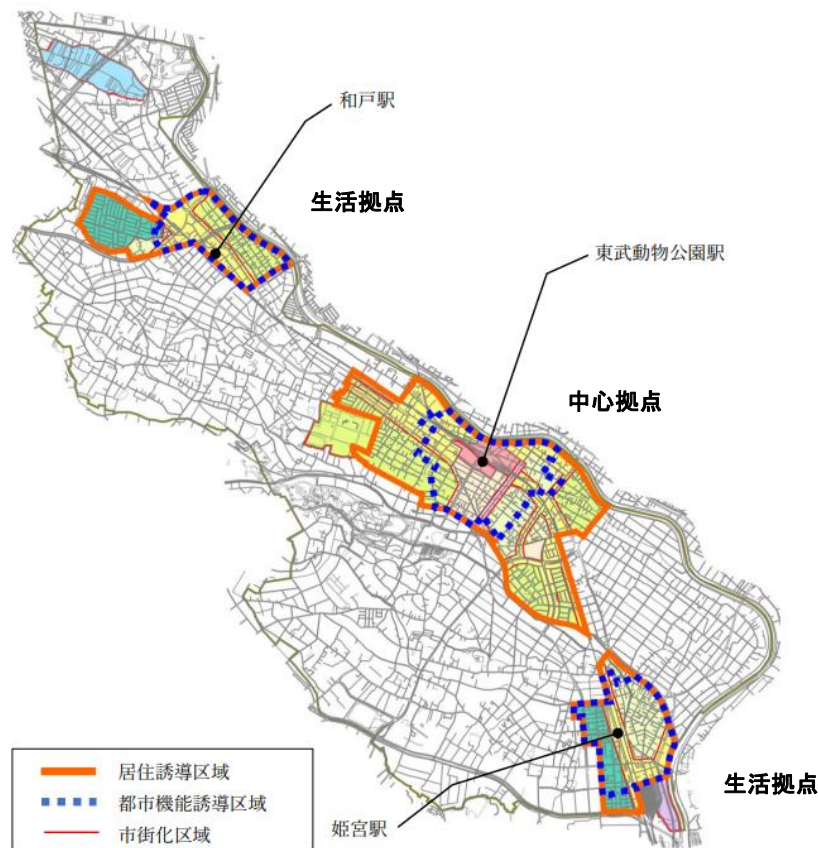 和戸駅
生活拠点
東武動物公園駅
中心拠点
生活拠点
姫宮駅
居住誘導区域
都市機能誘導区域
市街化区域